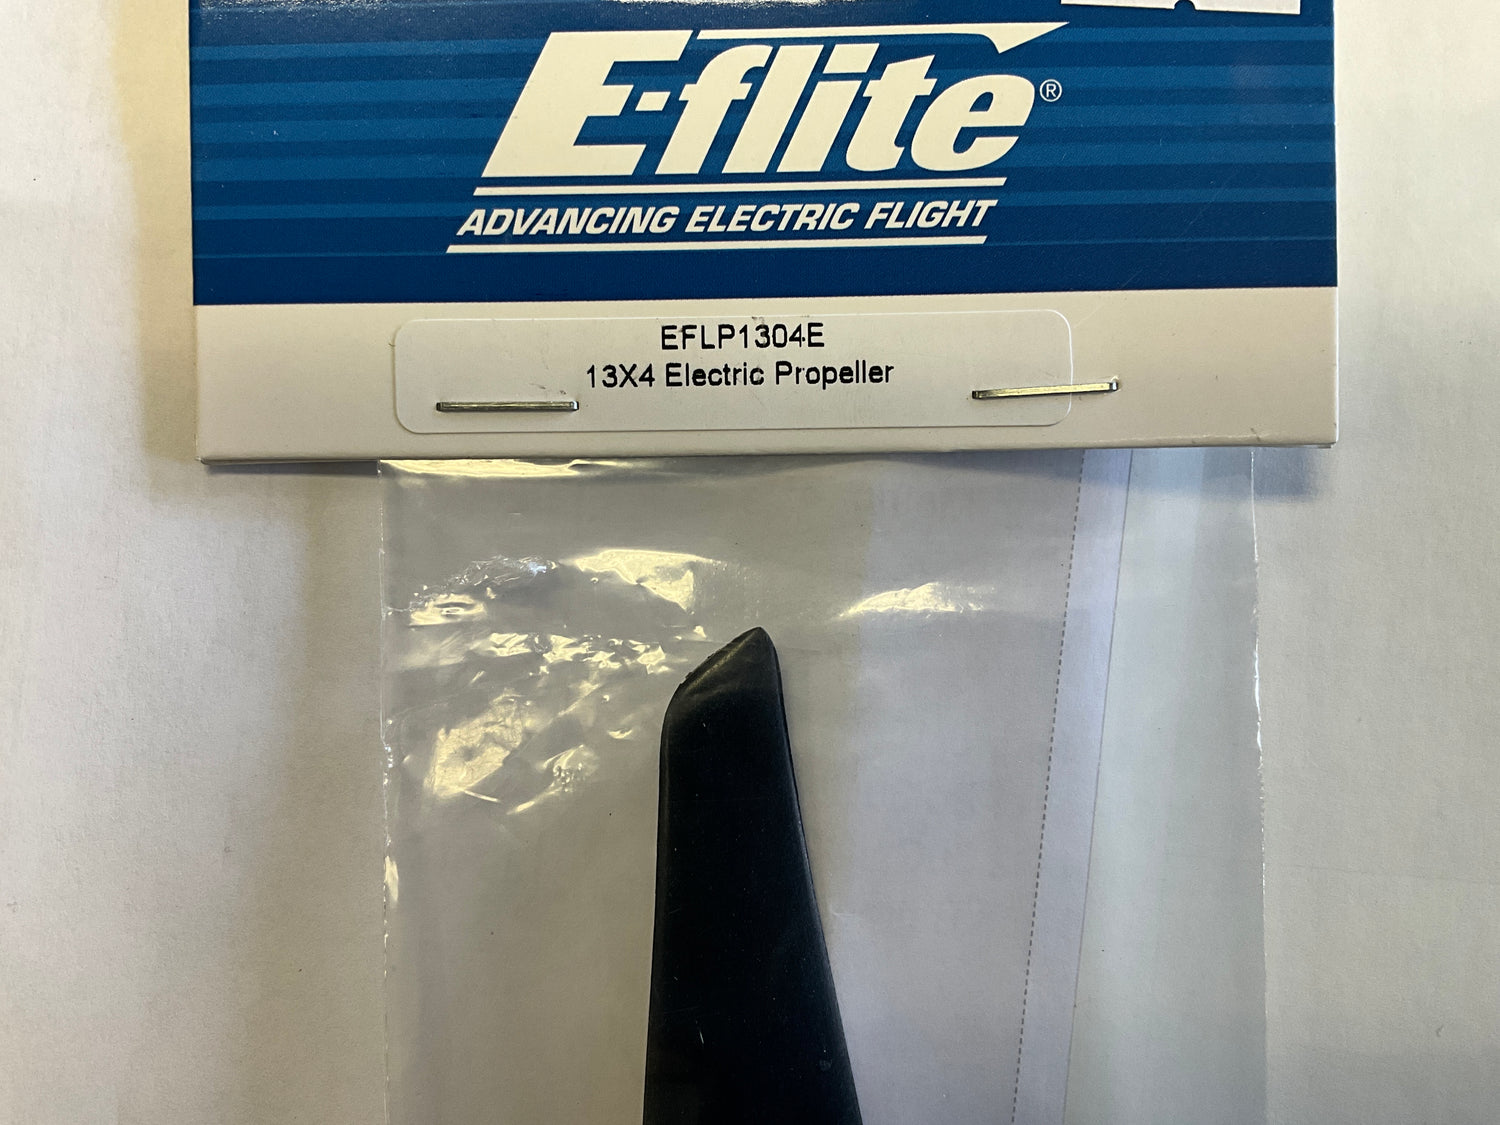 E-flite®
ADVANCING ELECTRIC FLIGHT
EFLP1304E
13X4 Electric Propeller